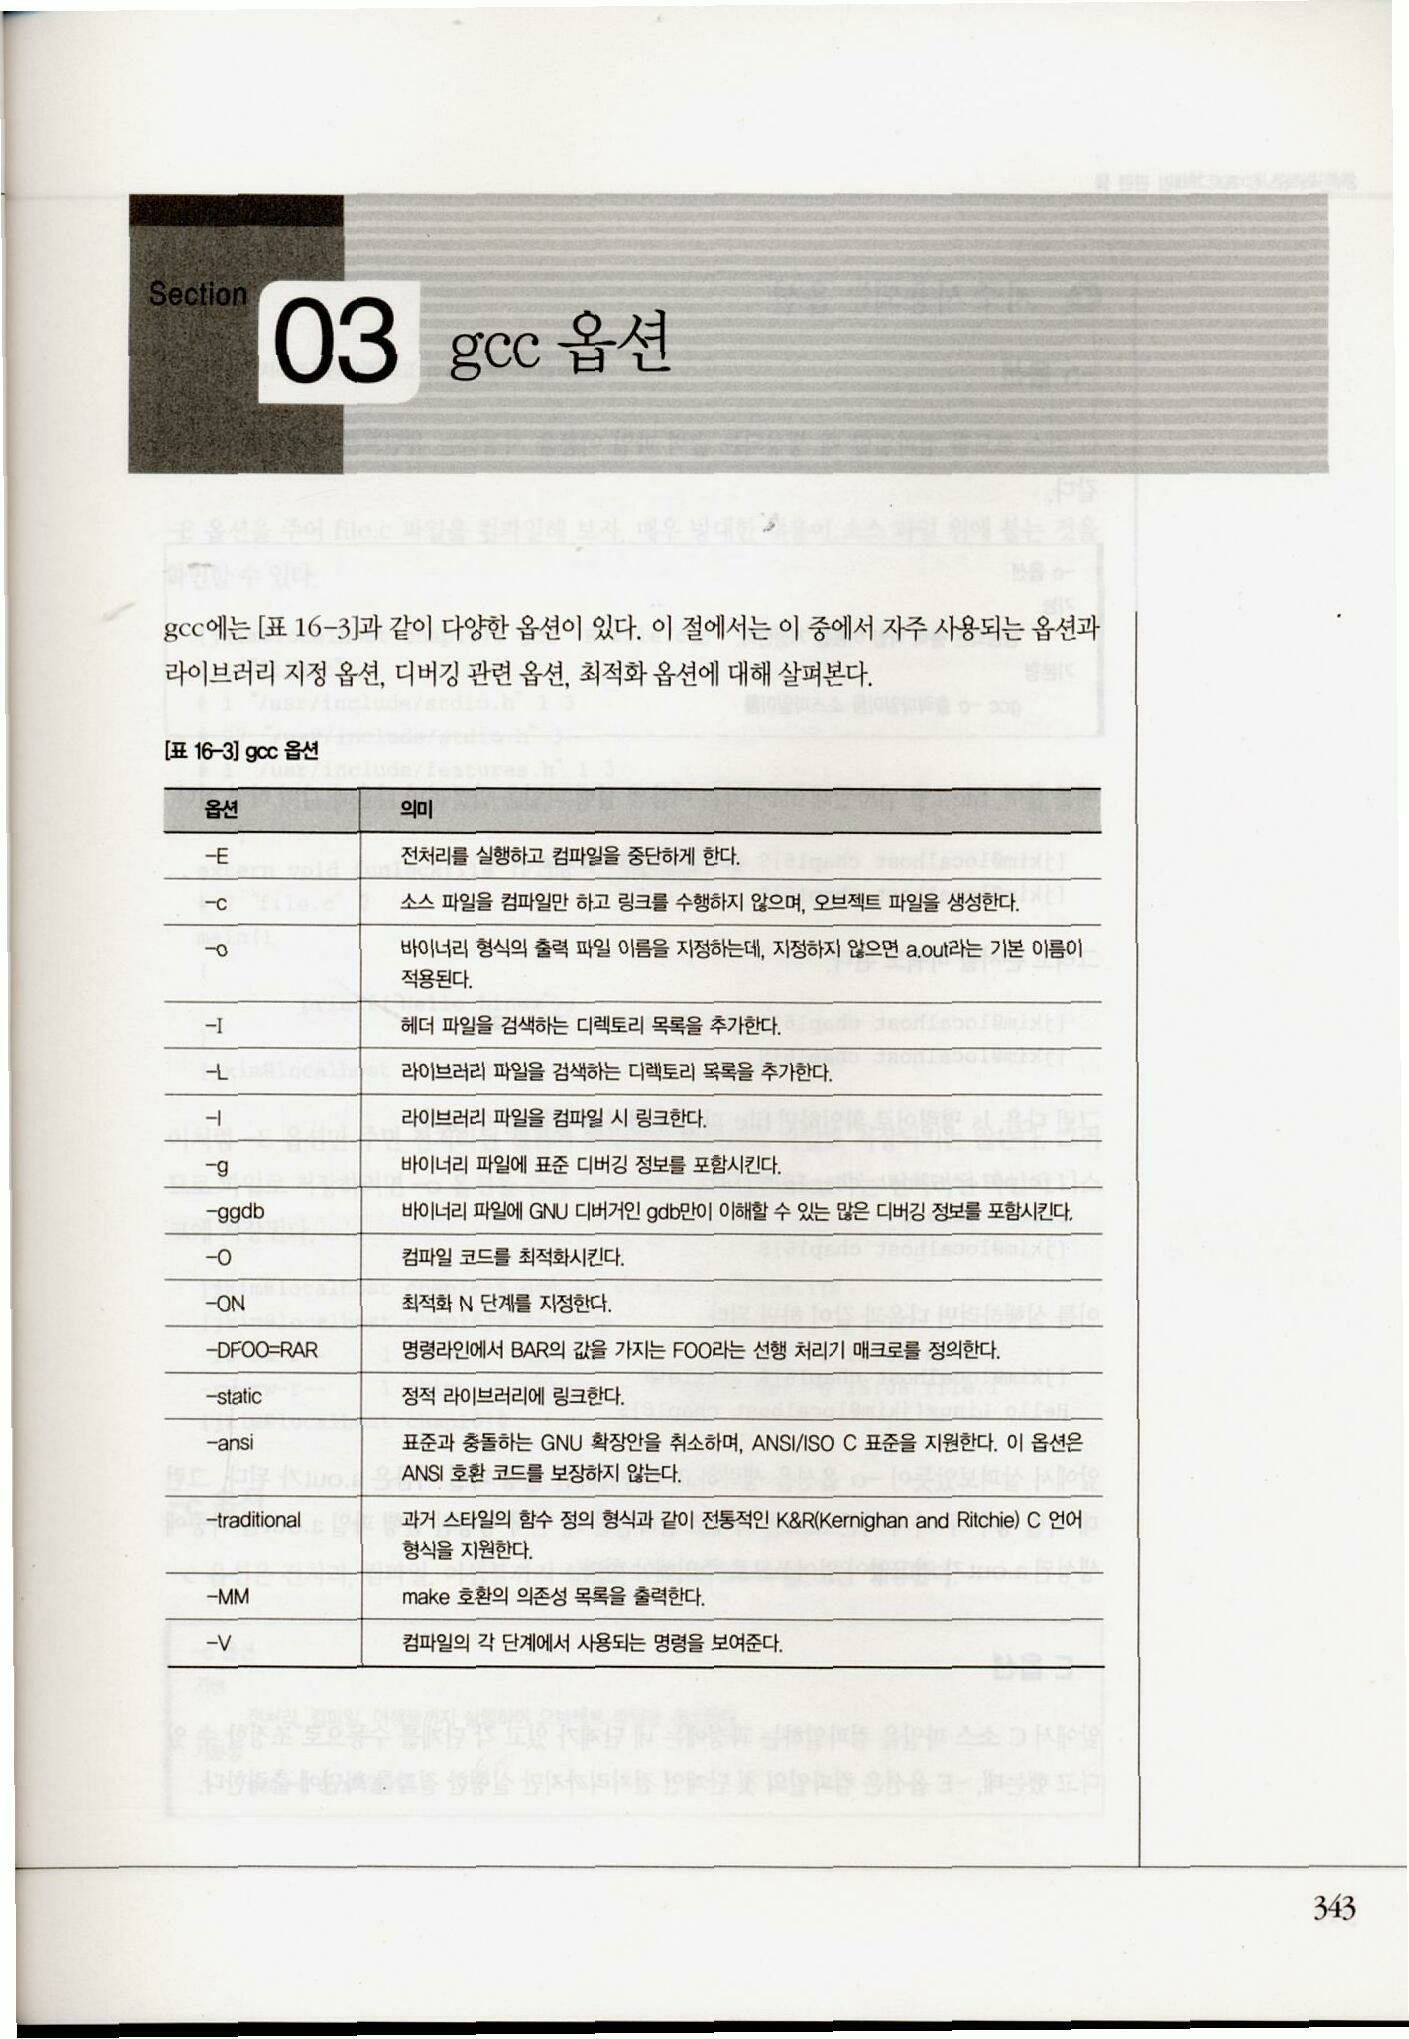 Section
03 gcc 옵션
gcc에는 [표 16-3]과 같이 다양한 옵션이 있다. 이 절에서는 이 중에서 자주 사용되는 옵션과
라이브러리 지정 옵션, 디버깅 관련 옵션, 최적화 옵션에 대해 살펴본다.
[표 16-3] gcc 옵션
옵션 의미
-E 전처리를 실행하고 컴파일을 중단하게 한다.
-c 소스 파일을 컴파일만 하고 링크를 수행하지 않으며, 오브젝트 파일을 생성한다.
-o 바이너리 형식의 출력 파일 이름을 지정하는데, 지정하지 않으면 a.out라는 기본 이름이
적용된다.
-I 헤더 파일을 검색하는 디렉토리 목록을 추가한다.
-L 라이브러리 파일을 검색하는 디렉토리 목록을 추가한다.
-l 라이브러리 파일을 컴파일 시 링크한다.
-g 바이너리 파일에 표준 디버깅 정보를 포함시킨다.
-ggdb 바이너리 파일에 GNU 디버거인 gdb만이 이해할 수 있는 많은 디버깅 정보를 포함시킨다.
-O 컴파일 코드를 최적화시킨다.
-ON 최적화 N 단계를 지정한다.
-DFOO=RAR 명령라인에서 BAR의 값을 가지는 FOO라는 선행 처리기 매크로를 정의한다.
-static 정적 라이브러리에 링크한다.
-ansi 표준과 충돌하는 GNU 확장안을 취소하며, ANSI/ISO C 표준을 지원한다. 이 옵션은
ANSI 호환 코드를 보장하지 않는다.
-traditional 과거 스타일의 함수 정의 형식과 같이 전통적인 K&R(Kernighan and Ritchie) C 언어
형식을 지원한다.
-MM make 호환의 의존성 목록을 출력한다.
-V 컴파일의 각 단계에서 사용되는 명령을 보여준다.
343